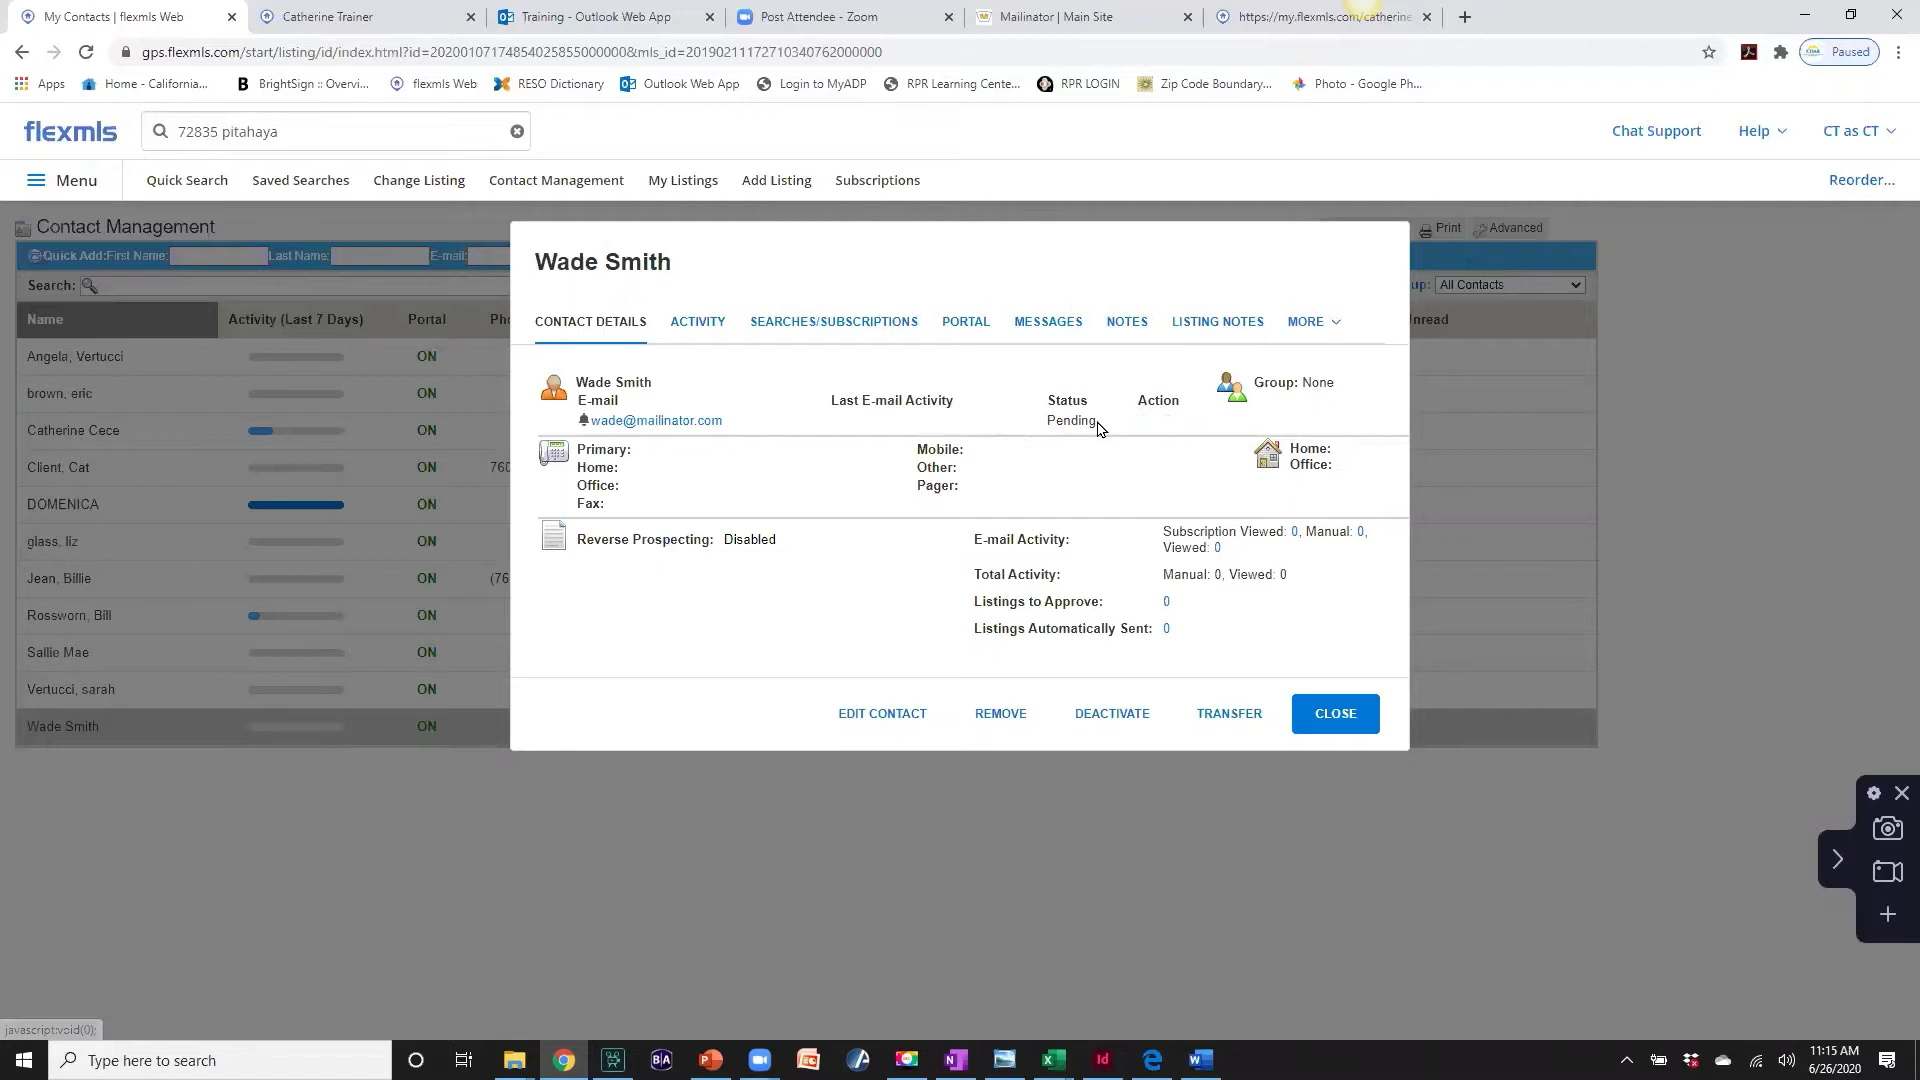 My Contacts | flexmls Web
Catherine Trainer
Training - Outlook Web App
Post Attendee - Zoom
Mailinator | Main Site
https://my.flexmls.com/catherine
gps.flexmls.com/start/listing/id/index.html?id=20200107174854025855000000&mls_id=20190211172710340762000000
Paused
Apps
Home - California...
BrightSign :: Overvi...
flexmls Web
RESO Dictionary
Outlook Web App
Login to MyADP
RPR Learning Cente...
RPR LOGIN
Zip Code Boundary...
Photo - Google Ph...
flexmls
72835 pitahaya
Chat Support
Help
CT as CT
Menu
Quick Search
Saved Searches
Change Listing
Contact Management
My Listings
Add Listing
Subscriptions
Reorder...
Contact Management
Print
Advanced
Quick Add:First Name:
Last Name:
E-mail:
Search:
up:
All Contacts
Name
Activity (Last 7 Days)
Portal
Pho
nread
Angela, Vertucci
ON
brown, eric
ON
Catherine Cece
ON
Client, Cat
ON
760
DOMENICA
ON
glass, liz
ON
Jean, Billie
ON
(76
Rossworn, Bill
ON
Sallie Mae
ON
Vertucci, sarah
ON
Wade Smith
ON
Wade Smith
CONTACT DETAILS
ACTIVITY
SEARCHES/SUBSCRIPTIONS
PORTAL
MESSAGES
NOTES
LISTING NOTES
MORE
Wade Smith
Group: None
E-mail
Last E-mail Activity
Status
Action
wade@mailinator.com
Pending
Primary:
Mobile:
Home:
Home:
Other:
Office:
Office:
Pager:
Fax:
Reverse Prospecting: Disabled
E-mail Activity:
Subscription Viewed: 0, Manual: 0,
Viewed: 0
Total Activity:
Manual: 0, Viewed: 0
Listings to Approve:
0
Listings Automatically Sent:
0
EDIT CONTACT
REMOVE
DEACTIVATE
TRANSFER
CLOSE
javascript:void(0);
Type here to search
11:15 AM
6/26/2020